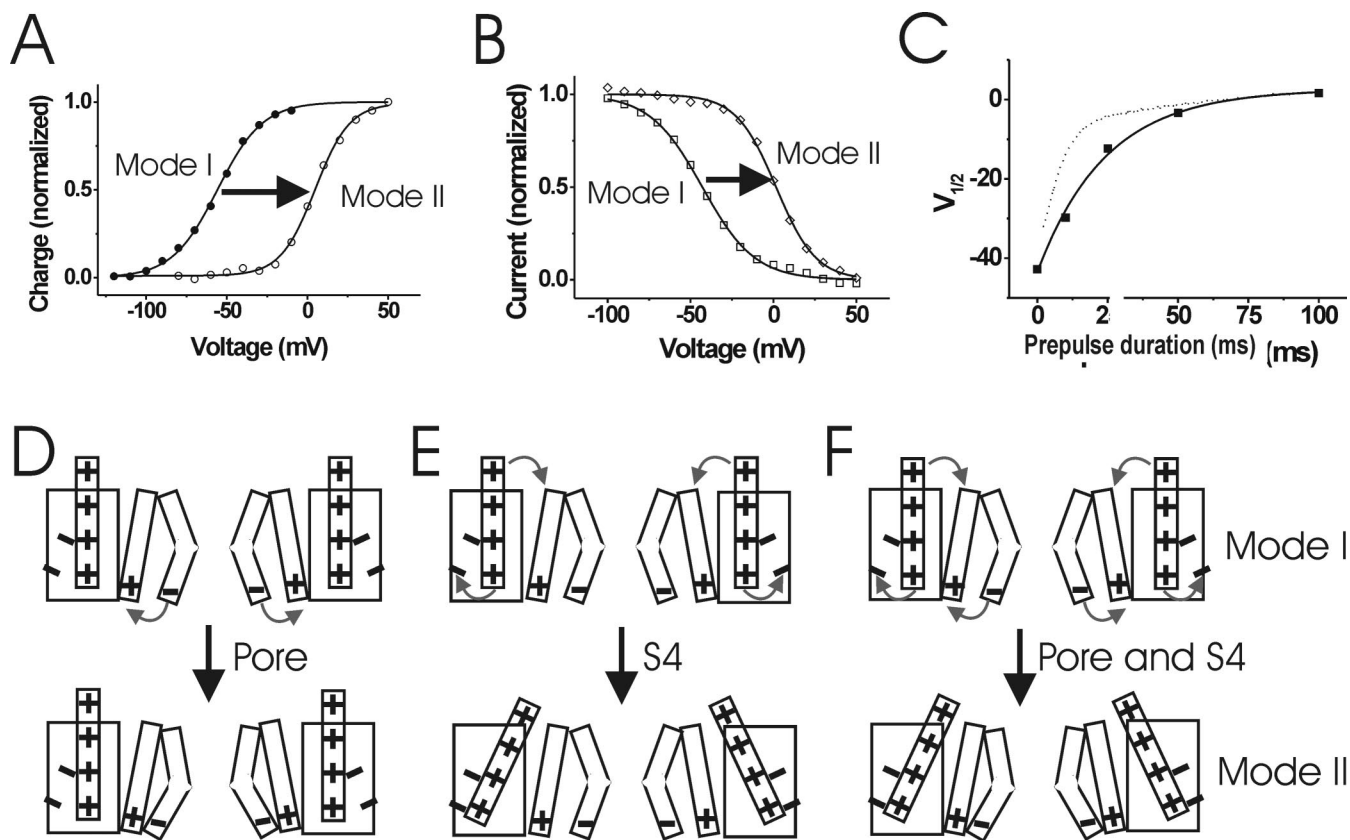 A
Charge (normalized)
1.0
0.5
0.0
Mode I
Mode II
-100
-50
0
50
Voltage (mV)
B
Current (normalized)
1.0
0.5
0.0
Mode II
Mode I
-100
-50
0
50
Voltage (mV)
C
V1/2
0
-20
-40
0
2
50
75
100
Prepulse duration (ms)
(ms)
D
E
F
+ + + +
- -
+ -
Mode I
Pore
S4
Pore and S4
Mode II